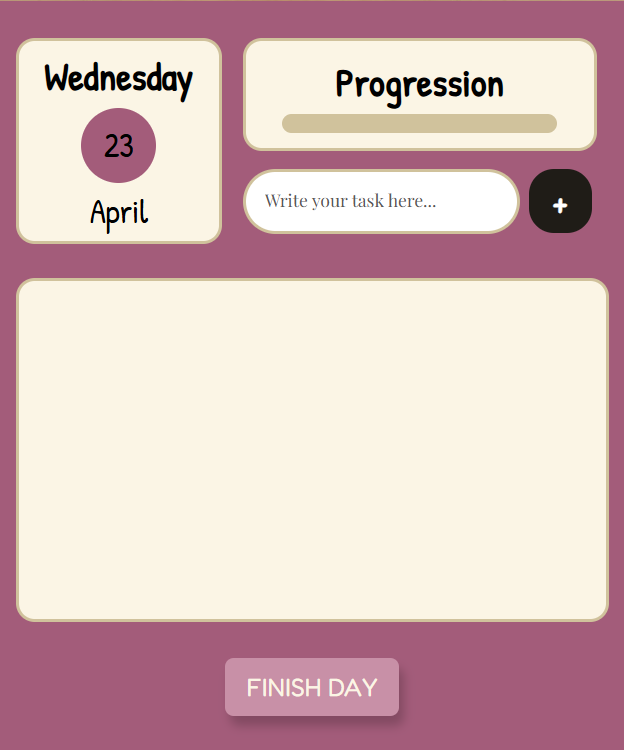 Wednesday
23
April
Progression
Write your task here...
+
FINISH DAY